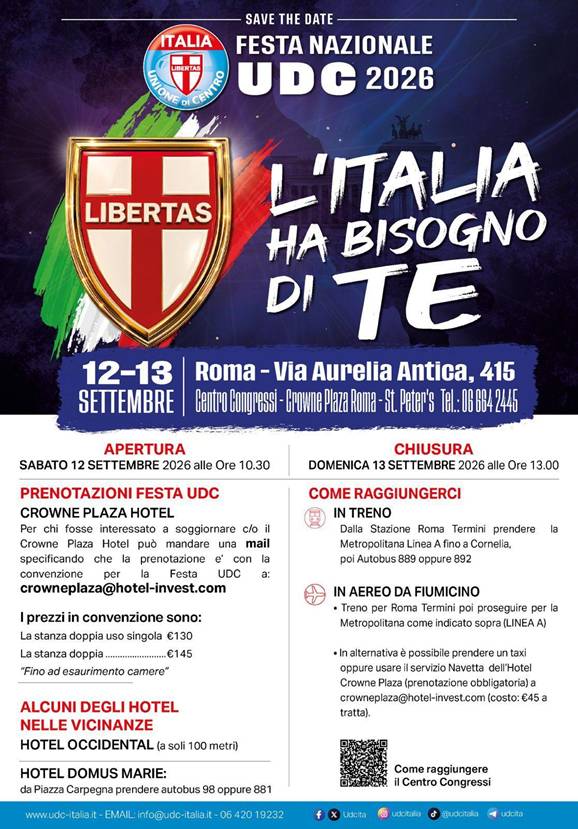 SAVE THE DATE
ITALIA
LIBERTAS
UNIONE DI CENTRO
FESTA NAZIONALE
UDC 2026
LIBERTAS
L'ITALIA
HA BISOGNO
DI TE
12-13
SETTEMBRE
Roma - Via Aurelia Antica, 415
Centro Congressi - Crowne Plaza Roma - St. Peter's Tel.: 06 664 2445
APERTURA
SABATO 12 SETTEMBRE 2026 alle Ore 10.30
CHIUSURA
DOMENICA 13 SETTEMBRE 2026 alle Ore 13.00
PRENOTAZIONI FESTA UDC
CROWNE PLAZA HOTEL
Per chi fosse interessato a soggiornare c/o il
Crowne Plaza Hotel può mandare una mail
specificando che la prenotazione e' con la
convenzione per la Festa UDC a:
crowneplaza@hotel-invest.com
I prezzi in convenzione sono:
La stanza doppia uso singola €130
La stanza doppia .........................€145
"Fino ad esaurimento camere"
ALCUNI DEGLI HOTEL
NELLE VICINANZE
HOTEL OCCIDENTAL (a soli 100 metri)
HOTEL DOMUS MARIE:
da Piazza Carpegna prendere autobus 98 oppure 881
COME RAGGIUNGERCI
IN TRENO
Dalla Stazione Roma Termini prendere la
Metropolitana Linea A fino a Cornelia,
poi Autobus 889 oppure 892
IN AEREO DA FIUMICINO
• Treno per Roma Termini poi proseguire per la
Metropolitana come indicato sopra (LINEA A)
• In alternativa è possibile prendere un taxi
oppure usare il servizio Navetta dell'Hotel
Crowne Plaza (prenotazione obbligatoria) a
crowneplaza@hotel-invest.com (costo: €45 a
tratta).
Come raggiungere
il Centro Congressi
www.udc-italia.it - EMAIL: info@udc-italia.it - 06 420 19232
Udcita
udcitalia
@udcitalia
udcita